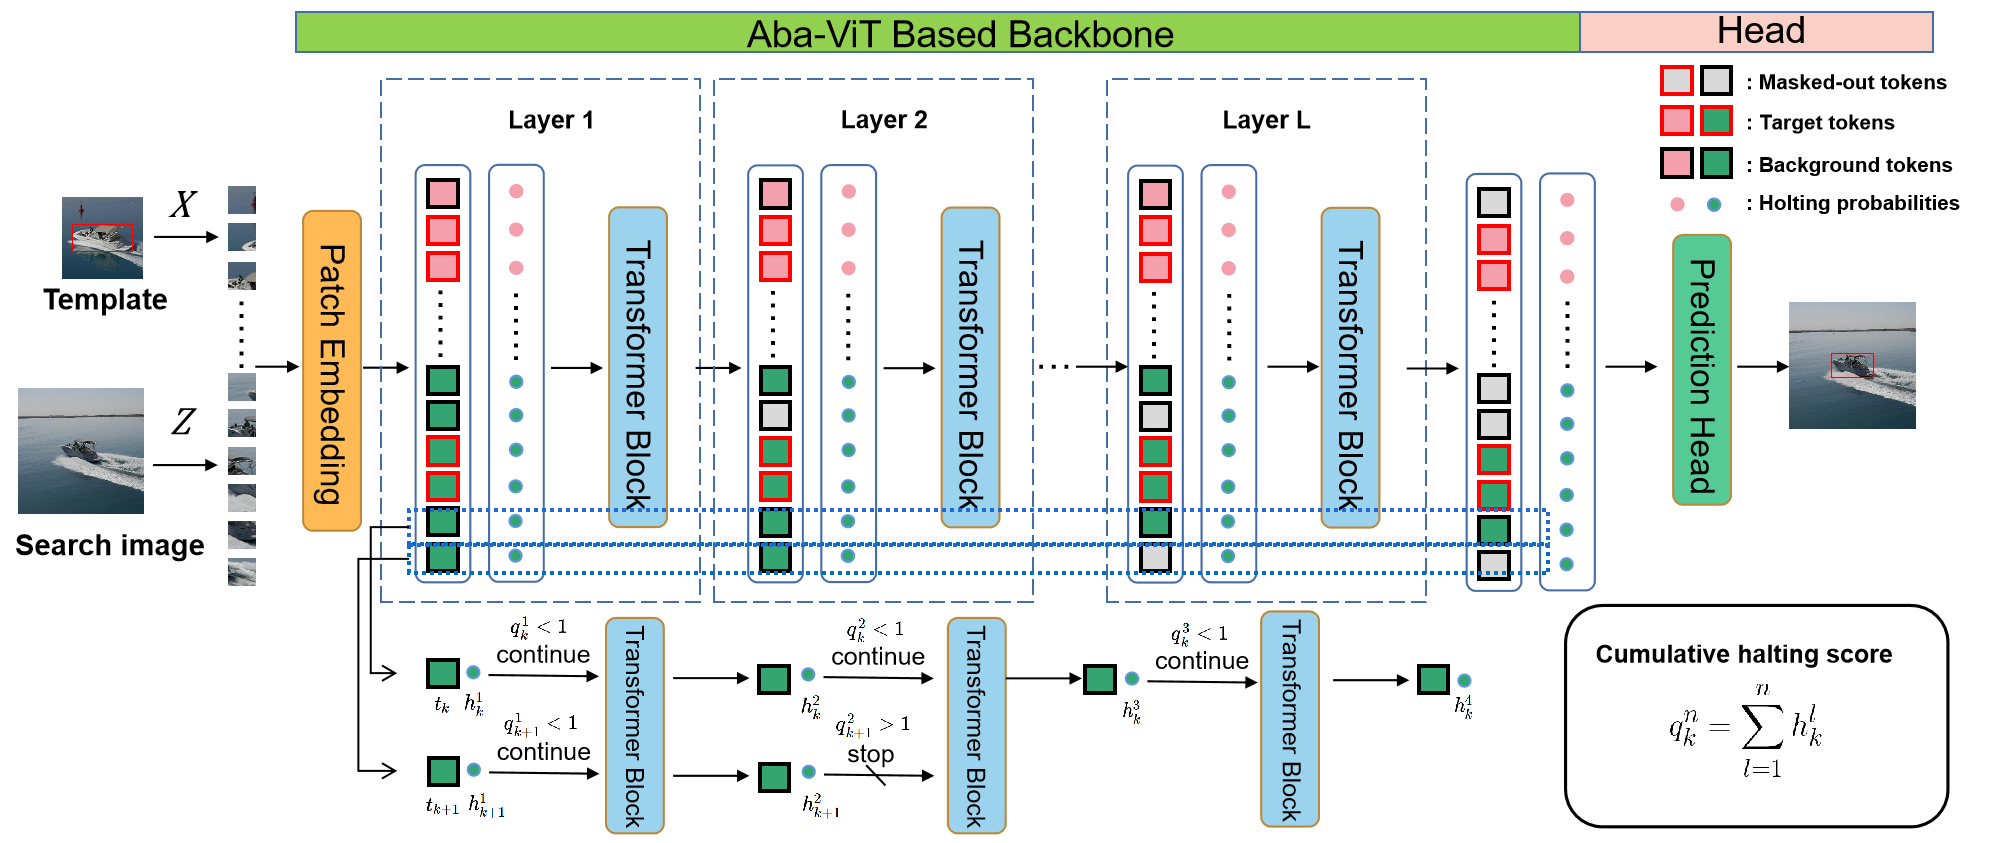 Aba-ViT Based Backbone
Head
: Masked-out tokens
: Target tokens
: Background tokens
: Holting probabilities
Layer 1
Layer 2
Layer L
X
Template
Z
Search image
Patch Embedding
Transformer Block
Transformer Block
...
Transformer Block
Prediction Head
q_k^1 < 1
continue
Transformer Block
q_k^2 < 1
continue
Transformer Block
q_k^3 < 1
continue
Transformer Block
t_k
h_k^1
h_k^2
h_k^3
h_k^4
q_{k+1}^1 < 1
continue
q_{k+1}^2 > 1
stop
t_{k+1}
h_{k+1}^1
h_{k+1}^2
Cumulative halting score
q_k^n = \sum_{l=1}^{n} h_k^l